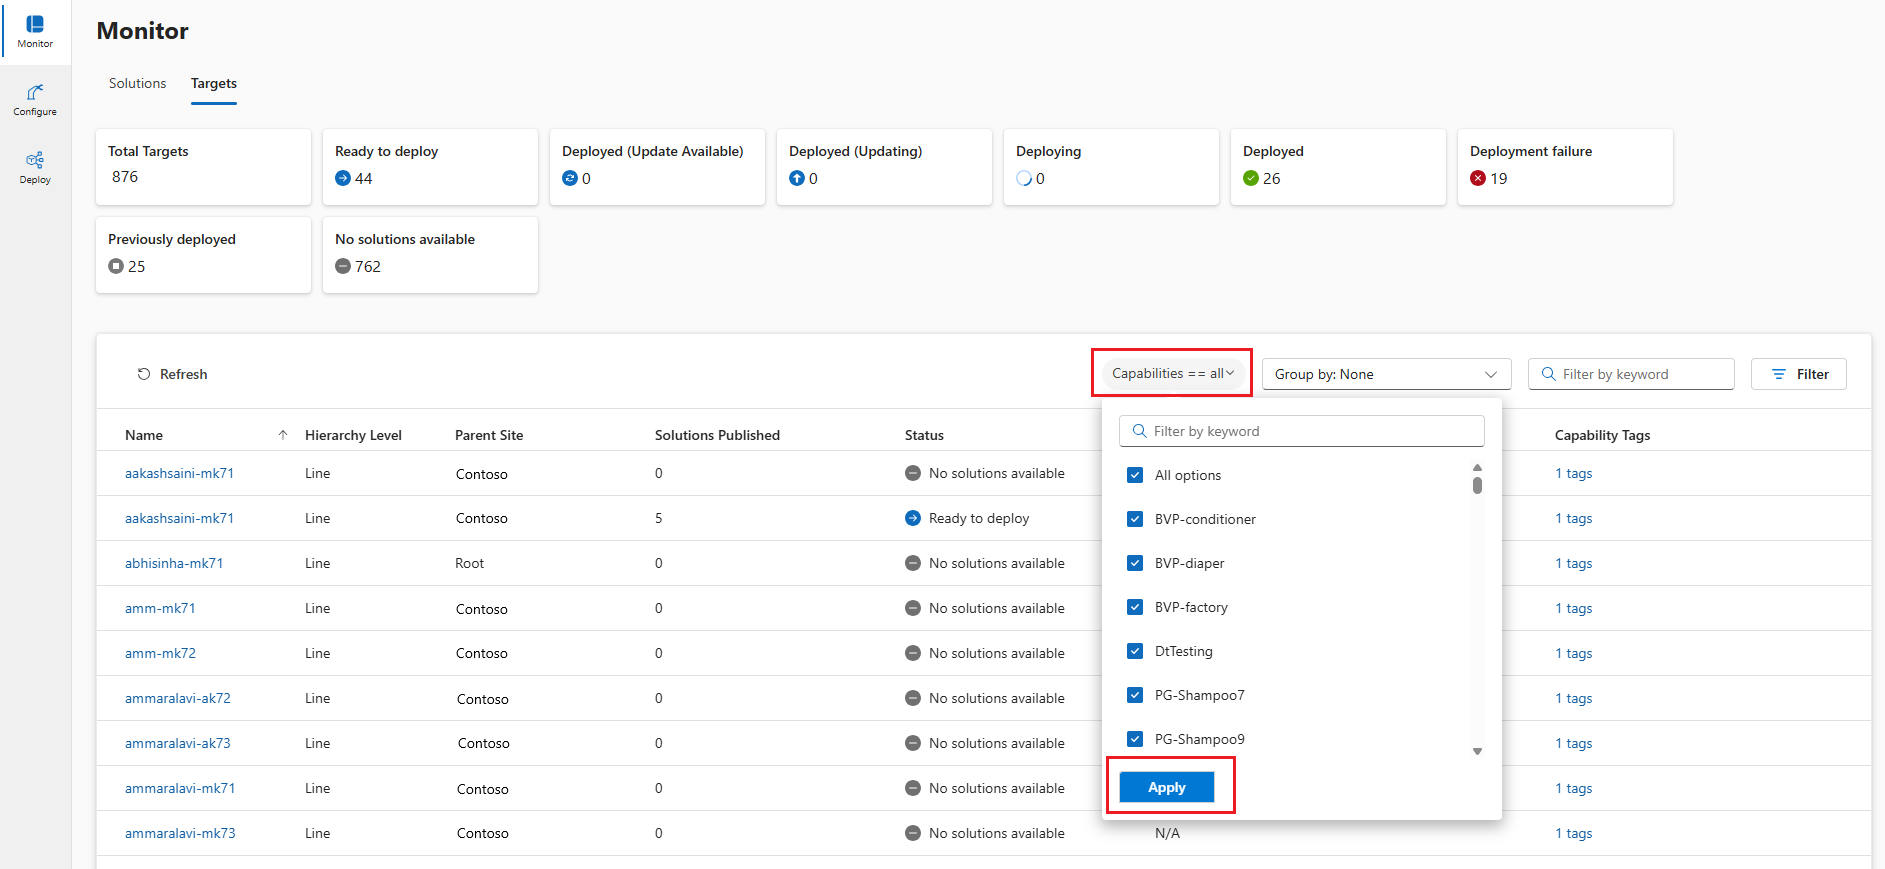 Monitor
Configure
Deploy
Monitor
Solutions Targets
Total Targets
876
Ready to deploy
44
Deployed (Update Available)
0
Deployed (Updating)
0
Deploying
0
Deployed
26
Deployment failure
19
Previously deployed
25
No solutions available
762
Refresh Capabilities == all Group by: None Filter by keyword Filter
Name Hierarchy Level Parent Site Solutions Published Status Capability Tags
aakashsaini-mk71 Line Contoso 0 No solutions available 1 tags
aakashsaini-mk71 Line Contoso 5 Ready to deploy 1 tags
abhisinha-mk71 Line Root 0 No solutions available 1 tags
amm-mk71 Line Contoso 0 No solutions available 1 tags
amm-mk72 Line Contoso 0 No solutions available 1 tags
ammaralavi-ak72 Line Contoso 0 No solutions available 1 tags
ammaralavi-ak73 Line Contoso 0 No solutions available 1 tags
ammaralavi-mk71 Line Contoso 0 No solutions available 1 tags
ammaralavi-mk73 Line Contoso 0 No solutions available N/A 1 tags
Filter by keyword
All options
BVP-conditioner
BVP-diaper
BVP-factory
DtTesting
PG-Shampoo7
PG-Shampoo9
Apply